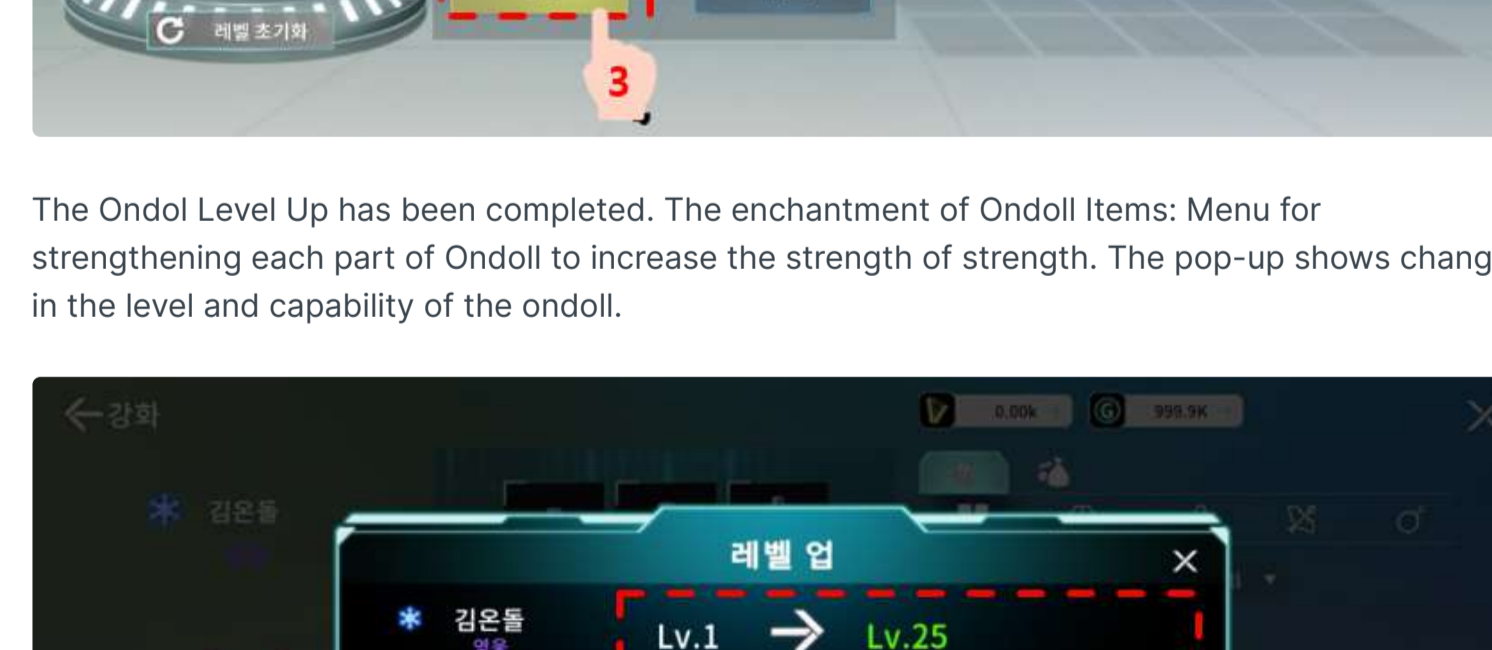 레벨 초기화
3
The Ondol Level Up has been completed. The enchantment of Ondoll Items: Menu for
strengthening each part of Ondoll to increase the strength of strength. The pop-up shows chang
in the level and capability of the ondoll.
강화
0.00k
999.9K
김온돌
레벨 업
김온돌
영웅
Lv.1
Lv.25